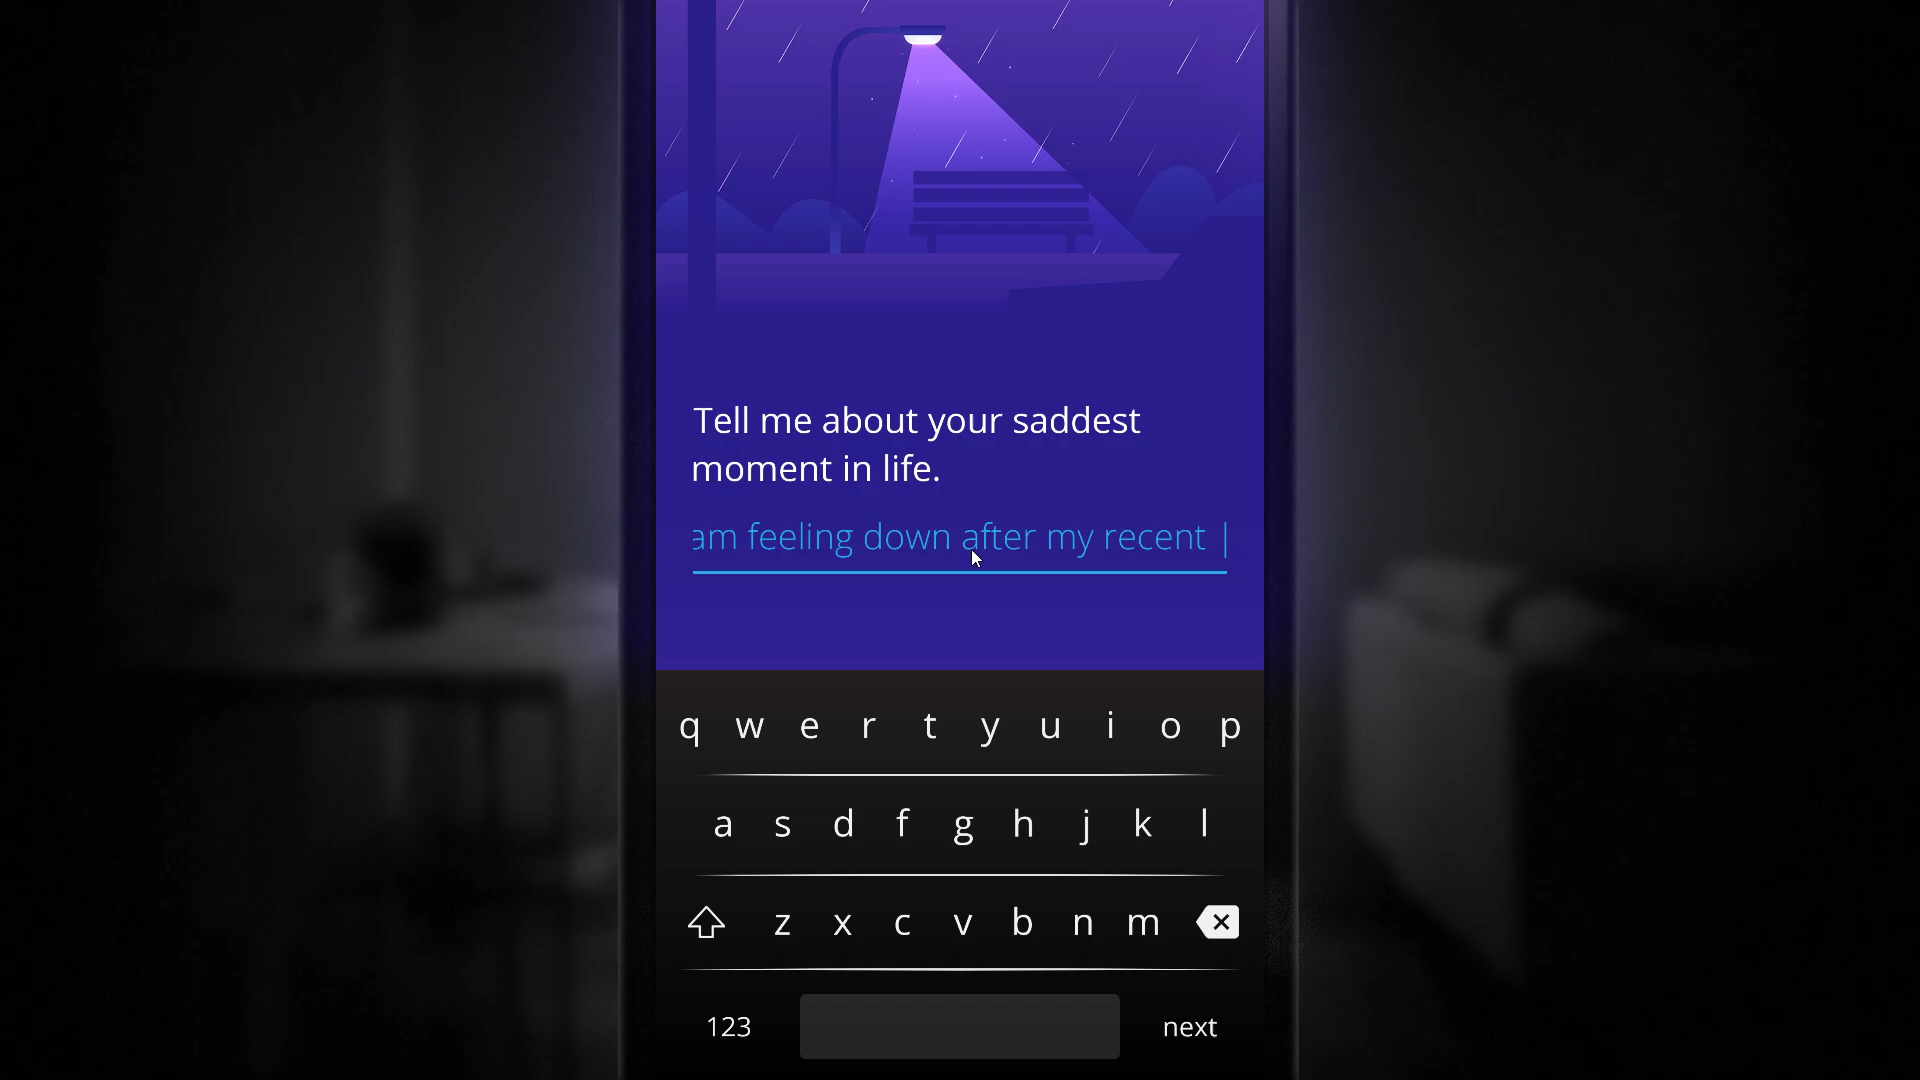 Tell me about your saddest
moment in life.
am feeling down after my recent
q w e r t y u i o p
a s d f g h j k l
z x c v b n m
123 next